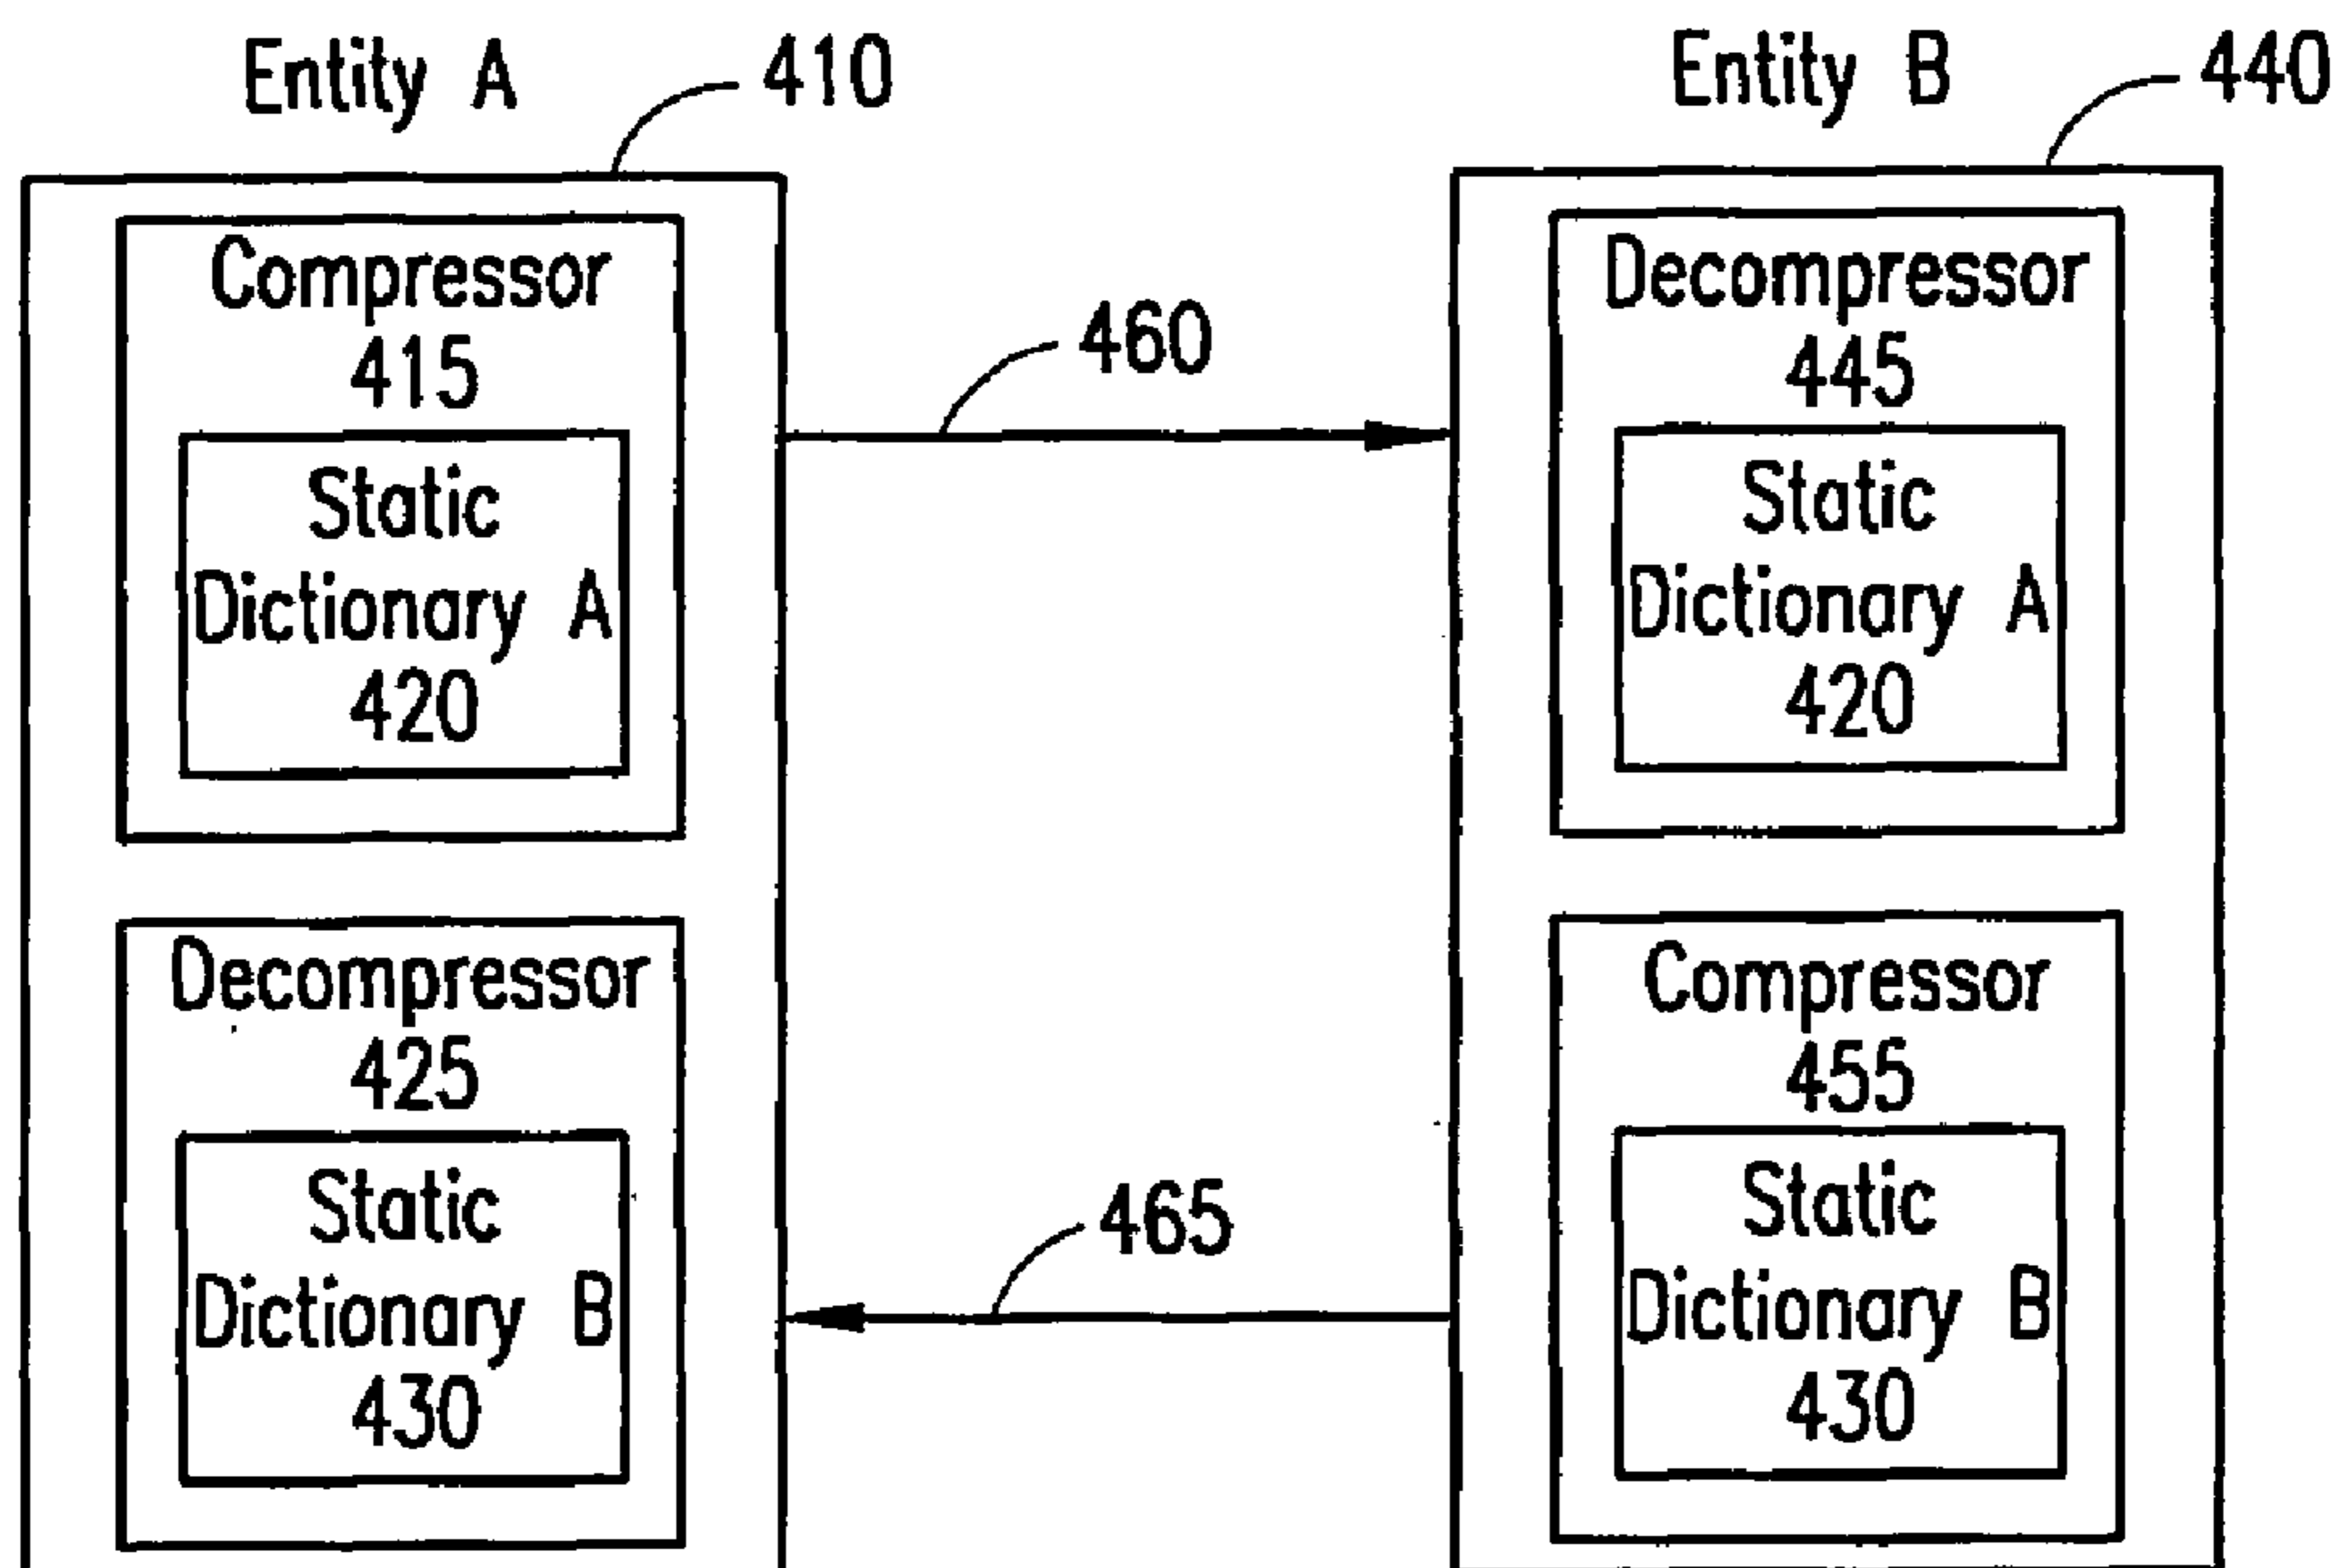 Entity A
410
Entity B
440
Compressor
415
Static
Dictionary A
420
Decompressor
425
Static
Dictionary B
430
460
465
Decompressor
445
Static
Dictionary A
420
Compressor
455
Static
Dictionary B
430